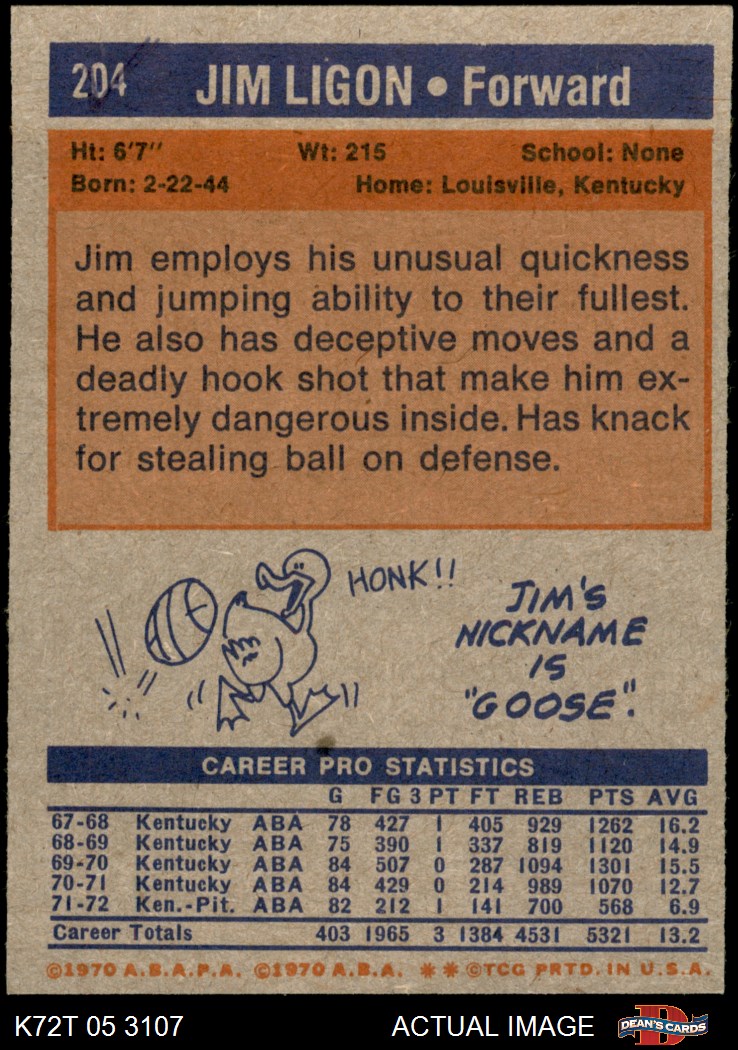 204 JIM LIGON • Forward
Ht: 6'7" Wt: 215 School: None
Born: 2-22-44 Home: Louisville, Kentucky
Jim employs his unusual quickness
and jumping ability to their fullest.
He also has deceptive moves and a
deadly hook shot that make him ex-
tremely dangerous inside. Has knack
for stealing ball on defense.
HONK!!
JIM'S
NICKNAME
IS
"GOOSE".
CAREER PRO STATISTICS
G FG 3 PT FT REB PTS AVG
67-68 Kentucky ABA 78 427 1 405 929 1262 16.2
68-69 Kentucky ABA 75 390 1 337 819 1120 14.9
69-70 Kentucky ABA 84 507 0 287 1094 1301 15.5
70-71 Kentucky ABA 84 429 0 214 989 1070 12.7
71-72 Ken.-Pit. ABA 82 212 1 141 700 568 6.9
Career Totals 403 1965 3 1384 4531 5321 13.2
©1970 A.B.A.P.A. ©1970 A.B.A. ** ©TCG PRTD. IN U.S.A.
K72T 05 3107 ACTUAL IMAGE D DEAN'S CARDS